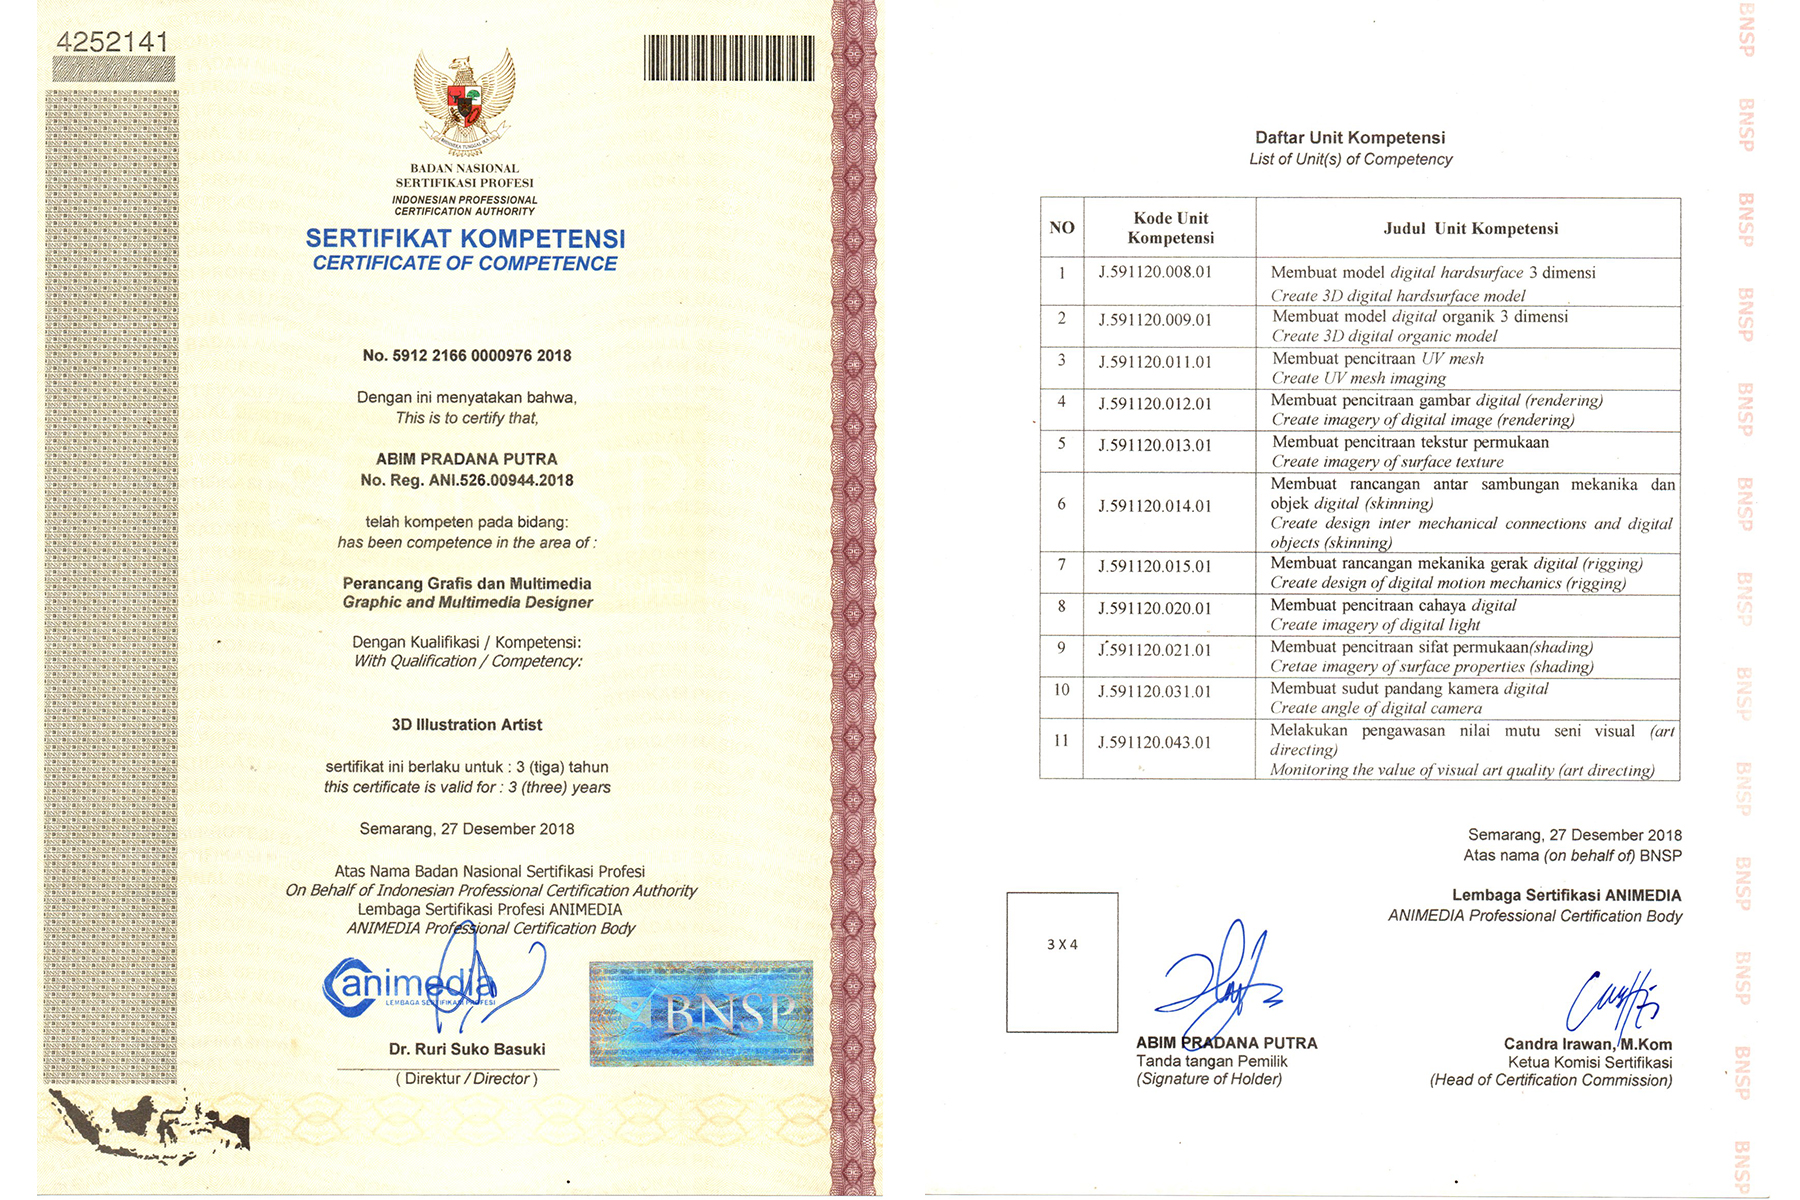 4252141
BHINNEKA TUNGGAL IKA
BADAN NASIONAL
SERTIFIKASI PROFESI
INDONESIAN PROFESSIONAL
CERTIFICATION AUTHORITY
SERTIFIKAT KOMPETENSI
CERTIFICATE OF COMPETENCE
No. 5912 2166 0000976 2018
Dengan ini menyatakan bahwa,
This is to certify that,
ABIM PRADANA PUTRA
No. Reg. ANI.526.00944.2018
telah kompeten pada bidang:
has been competence in the area of :
Perancang Grafis dan Multimedia
Graphic and Multimedia Designer
Dengan Kualifikasi / Kompetensi:
With Qualification / Competency:
3D Illustration Artist
sertifikat ini berlaku untuk : 3 (tiga) tahun
this certificate is valid for : 3 (three) years
Semarang, 27 Desember 2018
Atas Nama Badan Nasional Sertifikasi Profesi
On Behalf of Indonesian Professional Certification Authority
Lembaga Sertifikasi Profesi ANIMEDIA
ANIMEDIA Professional Certification Body
animedia
LEMBAGA SERTIFIKASI PROFESI
BNSP
Dr. Ruri Suko Basuki
( Direktur / Director )
Daftar Unit Kompetensi
List of Unit(s) of Competency
NO Kode Unit Kompetensi Judul Unit Kompetensi
1 J.591120.008.01 Membuat model digital hardsurface 3 dimensi
Create 3D digital hardsurface model
2 J.591120.009.01 Membuat model digital organik 3 dimensi
Create 3D digital organic model
3 J.591120.011.01 Membuat pencitraan UV mesh
Create UV mesh imaging
4 J.591120.012.01 Membuat pencitraan gambar digital (rendering)
Create imagery of digital image (rendering)
5 J.591120.013.01 Membuat pencitraan tekstur permukaan
Create imagery of surface texture
6 J.591120.014.01 Membuat rancangan antar sambungan mekanika dan
objek digital (skinning)
Create design inter mechanical connections and digital
objects (skinning)
7 J.591120.015.01 Membuat rancangan mekanika gerak digital (rigging)
Create design of digital motion mechanics (rigging)
8 J.591120.020.01 Membuat pencitraan cahaya digital
Create imagery of digital light
9 J.591120.021.01 Membuat pencitraan sifat permukaan(shading)
Cretae imagery of surface properties (shading)
10 J.591120.031.01 Membuat sudut pandang kamera digital
Create angle of digital camera
11 J.591120.043.01 Melakukan pengawasan nilai mutu seni visual (art
directing)
Monitoring the value of visual art quality (art directing)
Semarang, 27 Desember 2018
Atas nama (on behalf of) BNSP
Lembaga Sertifikasi ANIMEDIA
ANIMEDIA Professional Certification Body
3 X 4
ABIM PRADANA PUTRA
Tanda tangan Pemilik
(Signature of Holder)
Candra Irawan, M.Kom
Ketua Komisi Sertifikasi
(Head of Certification Commission)
BNSP
BNSP
BNSP
BNSP
BNSP
BNSP
BNSP
BNSP
BNSP
BNSP
BNSP
BNSP
BNSP